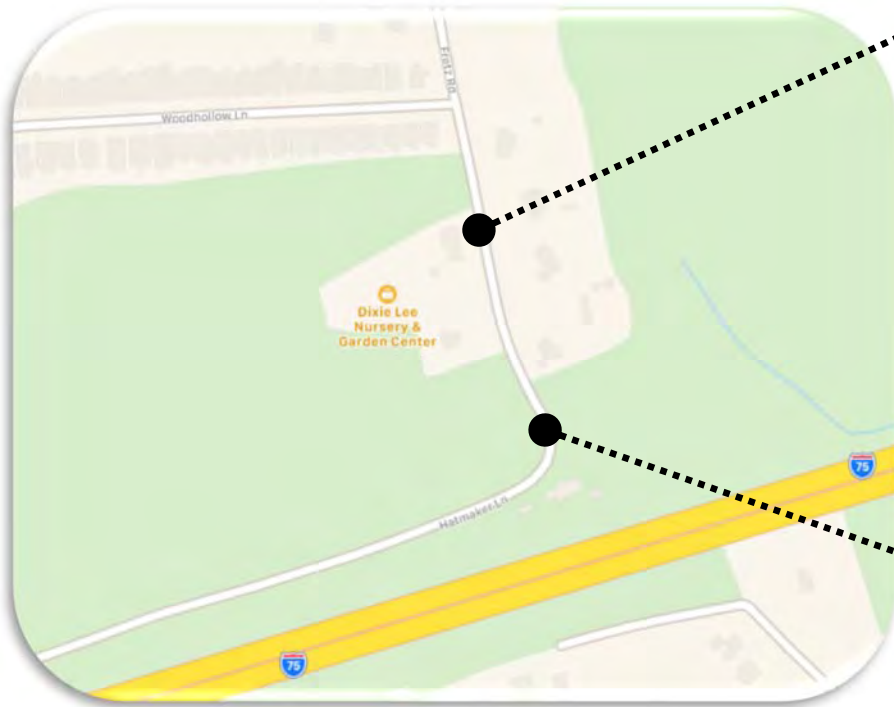 Fretz Rd
Woodhollow Ln
Dixie Lee
Nursery &
Garden Center
75
Hatmaker Ln
75